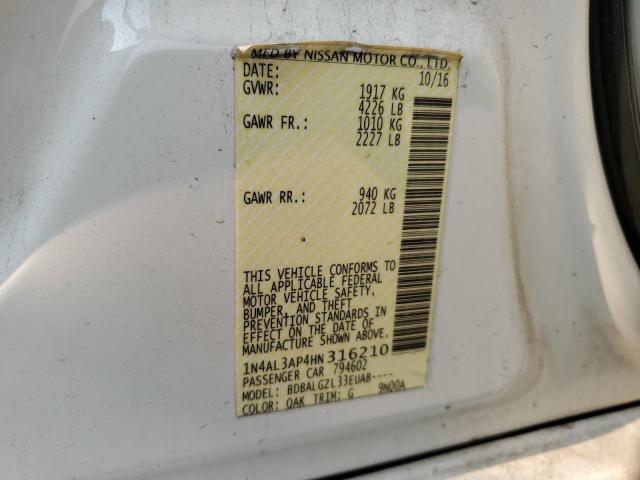 MFD BY NISSAN MOTOR CO., LTD.
DATE: 10/16
GVWR: 1917 KG
4226 LB
GAWR FR.: 1010 KG
2227 LB
GAWR RR.: 940 KG
2072 LB
THIS VEHICLE CONFORMS TO
ALL APPLICABLE FEDERAL
MOTOR VEHICLE SAFETY,
BUMPER, AND THEFT
PREVENTION STANDARDS IN
EFFECT ON THE DATE OF
MANUFACTURE SHOWN ABOVE.
1N4AL3AP4HN316210
PASSENGER CAR 794602
MODEL: BDBALGZL33EUAB----
COLOR: QAK TRIM: G 9N00A